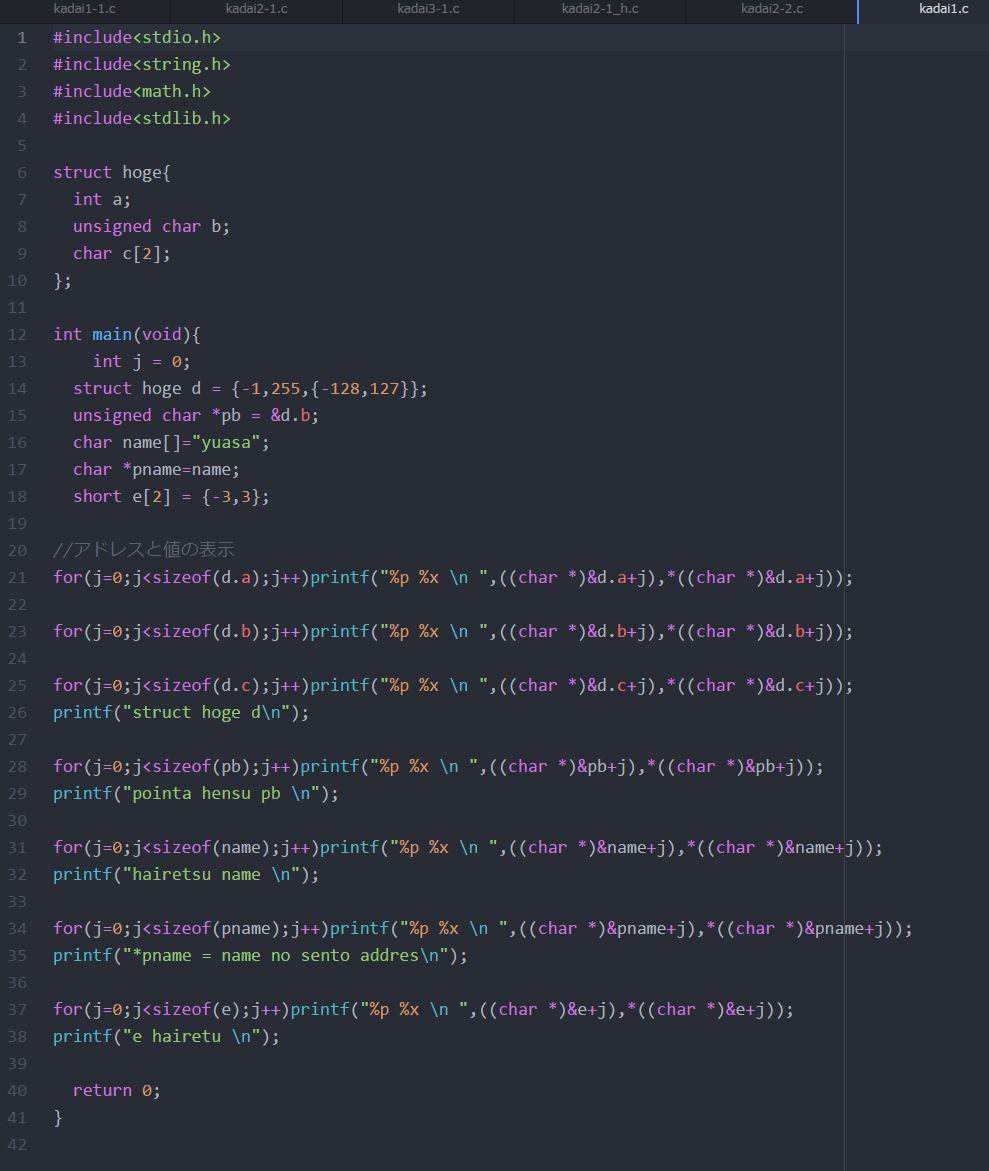 kadai1-1.c kadai2-1.c kadai3-1.c kadai2-1_h.c kadai2-2.c kadai1.c
1 #include<stdio.h>
2 #include<string.h>
3 #include<math.h>
4 #include<stdlib.h>
5
6 struct hoge{
7   int a;
8   unsigned char b;
9   char c[2];
10 };
11
12 int main(void){
13     int j = 0;
14   struct hoge d = {-1,255,{-128,127}};
15   unsigned char *pb = &d.b;
16   char name[]="yuasa";
17   char *pname=name;
18   short e[2] = {-3,3};
19
20 //アドレスと値の表示
21 for(j=0;j<sizeof(d.a);j++)printf("%p %x \n ",((char *)&d.a+j),*((char *)&d.a+j));
22
23 for(j=0;j<sizeof(d.b);j++)printf("%p %x \n ",((char *)&d.b+j),*((char *)&d.b+j));
24
25 for(j=0;j<sizeof(d.c);j++)printf("%p %x \n ",((char *)&d.c+j),*((char *)&d.c+j));
26 printf("struct hoge d\n");
27
28 for(j=0;j<sizeof(pb);j++)printf("%p %x \n ",((char *)&pb+j),*((char *)&pb+j));
29 printf("pointa hensu pb \n");
30
31 for(j=0;j<sizeof(name);j++)printf("%p %x \n ",((char *)&name+j),*((char *)&name+j));
32 printf("hairetsu name \n");
33
34 for(j=0;j<sizeof(pname);j++)printf("%p %x \n ",((char *)&pname+j),*((char *)&pname+j));
35 printf("*pname = name no sento addres\n");
36
37 for(j=0;j<sizeof(e);j++)printf("%p %x \n ",((char *)&e+j),*((char *)&e+j));
38 printf("e hairetu \n");
39
40   return 0;
41 }
42